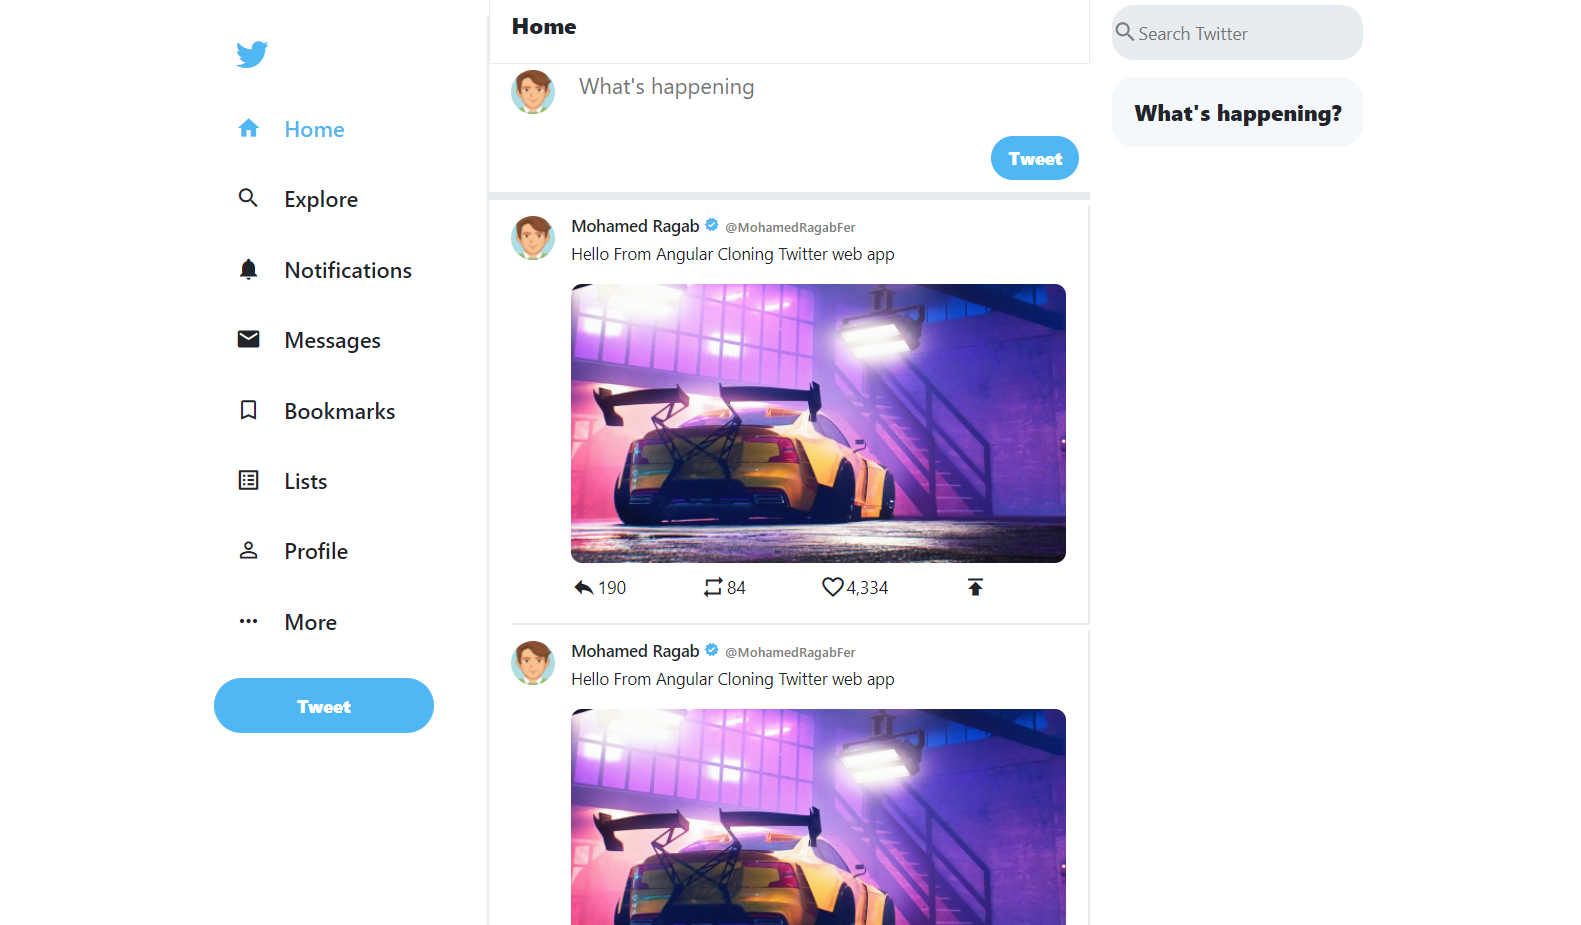 Home
Explore
Notifications
Messages
Bookmarks
Lists
Profile
More
Tweet
Home
What's happening
Tweet
Mohamed Ragab @MohamedRagabFer
Hello From Angular Cloning Twitter web app
190 84 4,334
Mohamed Ragab @MohamedRagabFer
Hello From Angular Cloning Twitter web app
Search Twitter
What's happening?